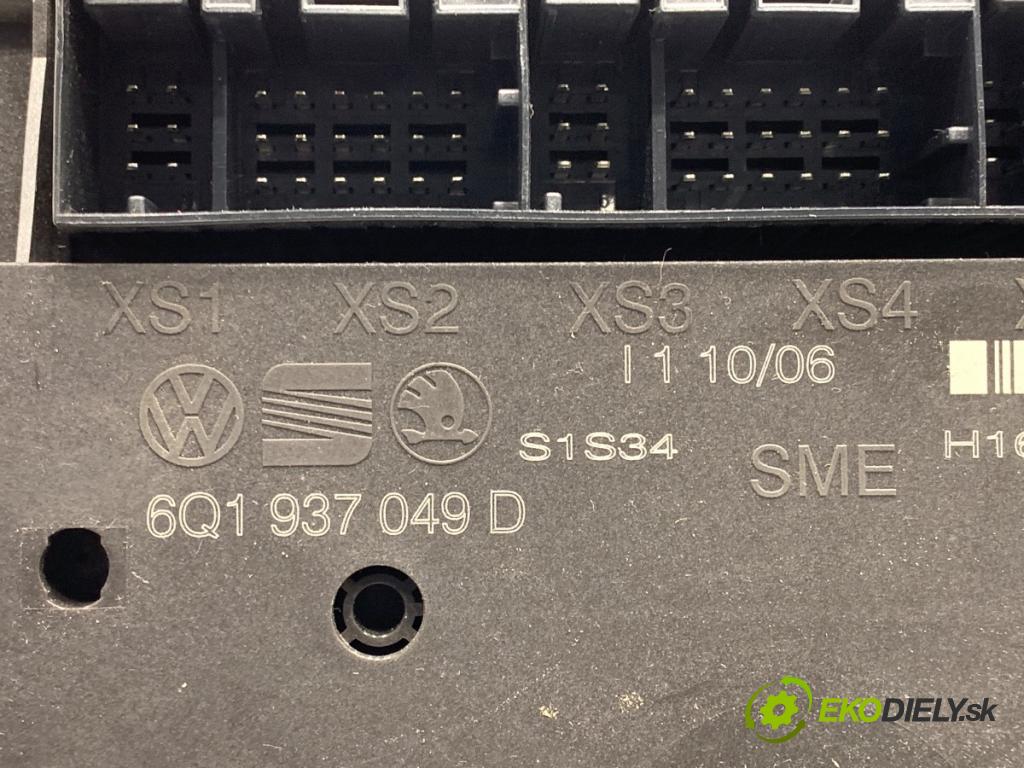 XS1 XS2 XS3 XS4
I 1 10/06
S1S34
SME
6Q1 937 049 D
EKODIELY.sk